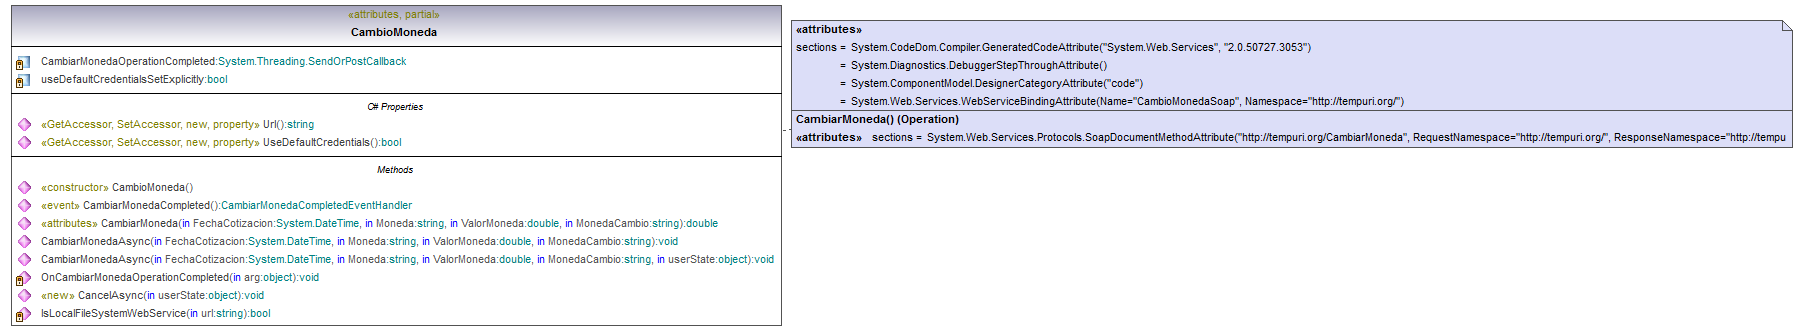 «attributes, partial»
CambioMoneda
CambiarMonedaOperationCompleted:System.Threading.SendOrPostCallback
useDefaultCredentialsSetExplicitly:bool
C# Properties
«GetAccessor, SetAccessor, new, property» Url():string
«GetAccessor, SetAccessor, new, property» UseDefaultCredentials():bool
Methods
«constructor» CambioMoneda()
«event» CambiarMonedaCompleted():CambiarMonedaCompletedEventHandler
«attributes» CambiarMoneda(in FechaCotizacion:System.DateTime, in Moneda:string, in ValorMoneda:double, in MonedaCambio:string):double
CambiarMonedaAsync(in FechaCotizacion:System.DateTime, in Moneda:string, in ValorMoneda:double, in MonedaCambio:string):void
CambiarMonedaAsync(in FechaCotizacion:System.DateTime, in Moneda:string, in ValorMoneda:double, in MonedaCambio:string, in userState:object):void
OnCambiarMonedaOperationCompleted(in arg:object):void
«new» CancelAsync(in userState:object):void
IsLocalFileSystemWebService(in url:string):bool
«attributes»
sections = System.CodeDom.Compiler.GeneratedCodeAttribute("System.Web.Services", "2.0.50727.3053")
= System.Diagnostics.DebuggerStepThroughAttribute()
= System.ComponentModel.DesignerCategoryAttribute("code")
= System.Web.Services.WebServiceBindingAttribute(Name="CambioMonedaSoap", Namespace="http://tempuri.org/")
CambiarMoneda() (Operation)
«attributes» sections = System.Web.Services.Protocols.SoapDocumentMethodAttribute("http://tempuri.org/CambiarMoneda", RequestNamespace="http://tempuri.org/", ResponseNamespace="http://tempu